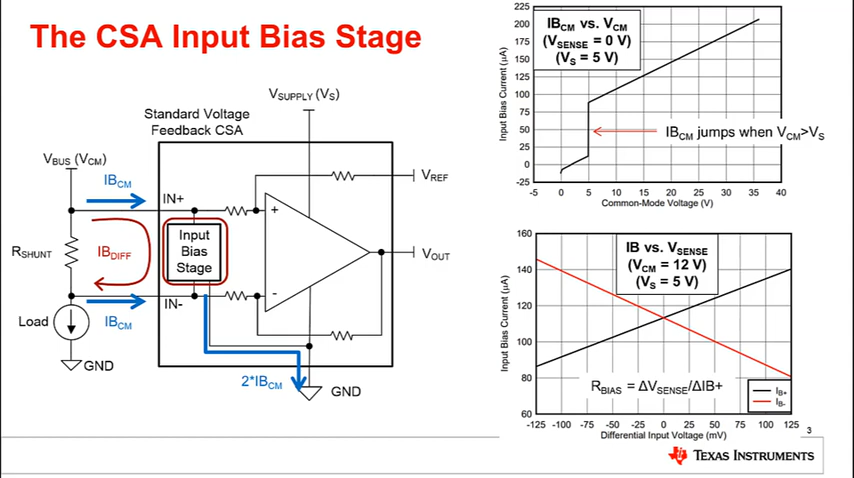 The CSA Input Bias Stage
VSUPPLY (VS)
Standard Voltage
Feedback CSA
VBUS (VCM)
IBCM
IN+
VREF
+
RSHUNT
IBDIFF
Input
Bias
Stage
VOUT
-
IN-
Load
IBCM
GND
2*IBCM
GND
225
200
175
150
125
100
75
50
25
0
-25
Input Bias Current (µA)
IBCM vs. VCM
(VSENSE = 0 V)
(VS = 5 V)
IBCM jumps when VCM>VS
-5 0 5 10 15 20 25 30 35 40
Common-Mode Voltage (V)
160
140
120
100
80
60
Input Bias Current (µA)
IB vs. VSENSE
(VCM = 12 V)
(VS = 5 V)
RBIAS = ΔVSENSE/ΔIB+
IB+
IB-
-125 -100 -75 -50 -25 0 25 50 75 100 125
Differential Input Voltage (mV)
3
TEXAS INSTRUMENTS